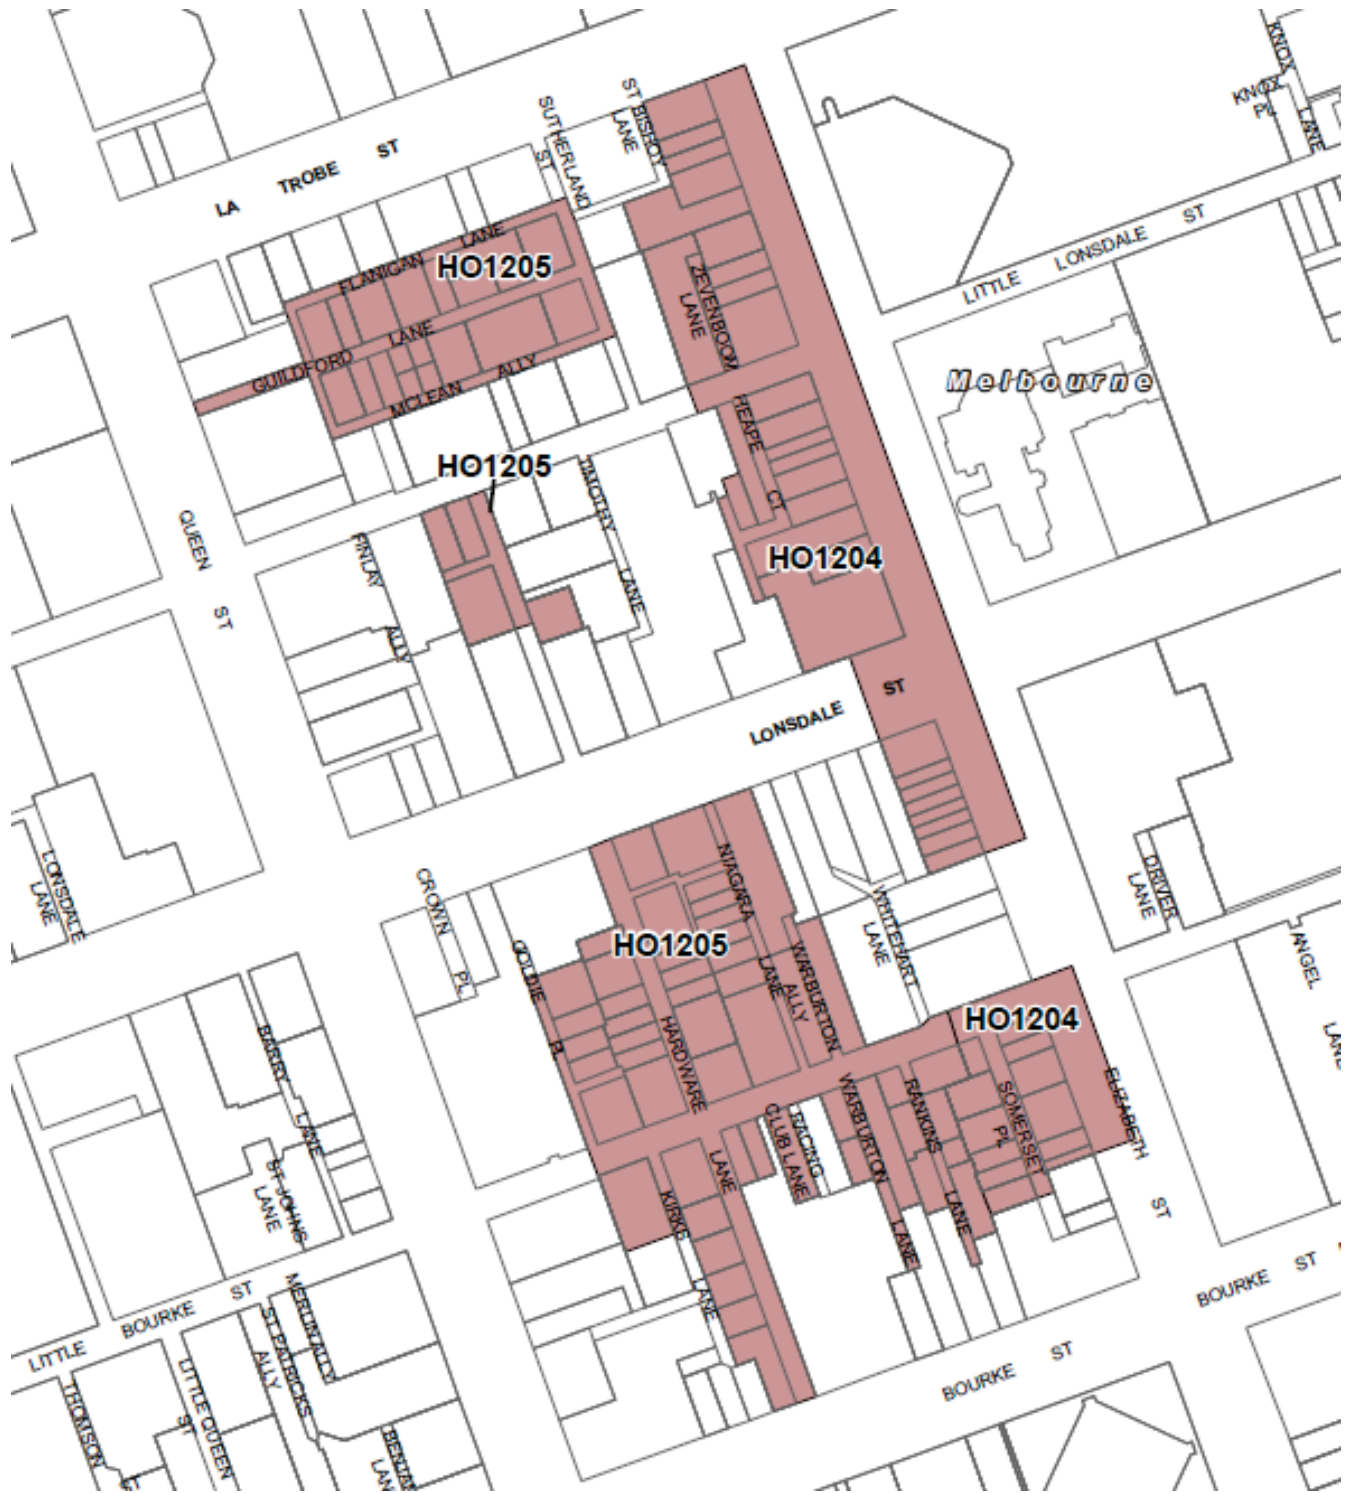 KNOX LANE
KNOX PL
ST BISHOY LANE
SUTHERLAND ST
LA TROBE ST
LITTLE LONSDALE ST
FLANIGAN LANE
HO1205
ZEVENBOOM LANE
GUILDFORD LANE
MCLEAN ALLY
Melbourne
HEAPE CT
HO1205
TIMOTHY LANE
QUEEN ST
FINLAY ALLY
HO1204
LONSDALE ST
LONSDALE LANE
CROWN PL
NIAGARA LANE
WHITEHART LANE
DRIVER LANE
GOLDIE PL
HO1205
WARBURTON ALLY
ANGEL LANE
HO1204
BARRY LANE
HARDWARE LANE
ELIZABETH ST
WARBURTON LANE
RANKINS LANE
SOMERSET PL
RACING CLUB LANE
ST JOHNS LANE
KIRKS LANE
LITTLE BOURKE ST
MERLIN ALLY
ST PATRICKS ALLY
BOURKE ST
BOURKE ST
THOMSON
LITTLE QUEEN ST